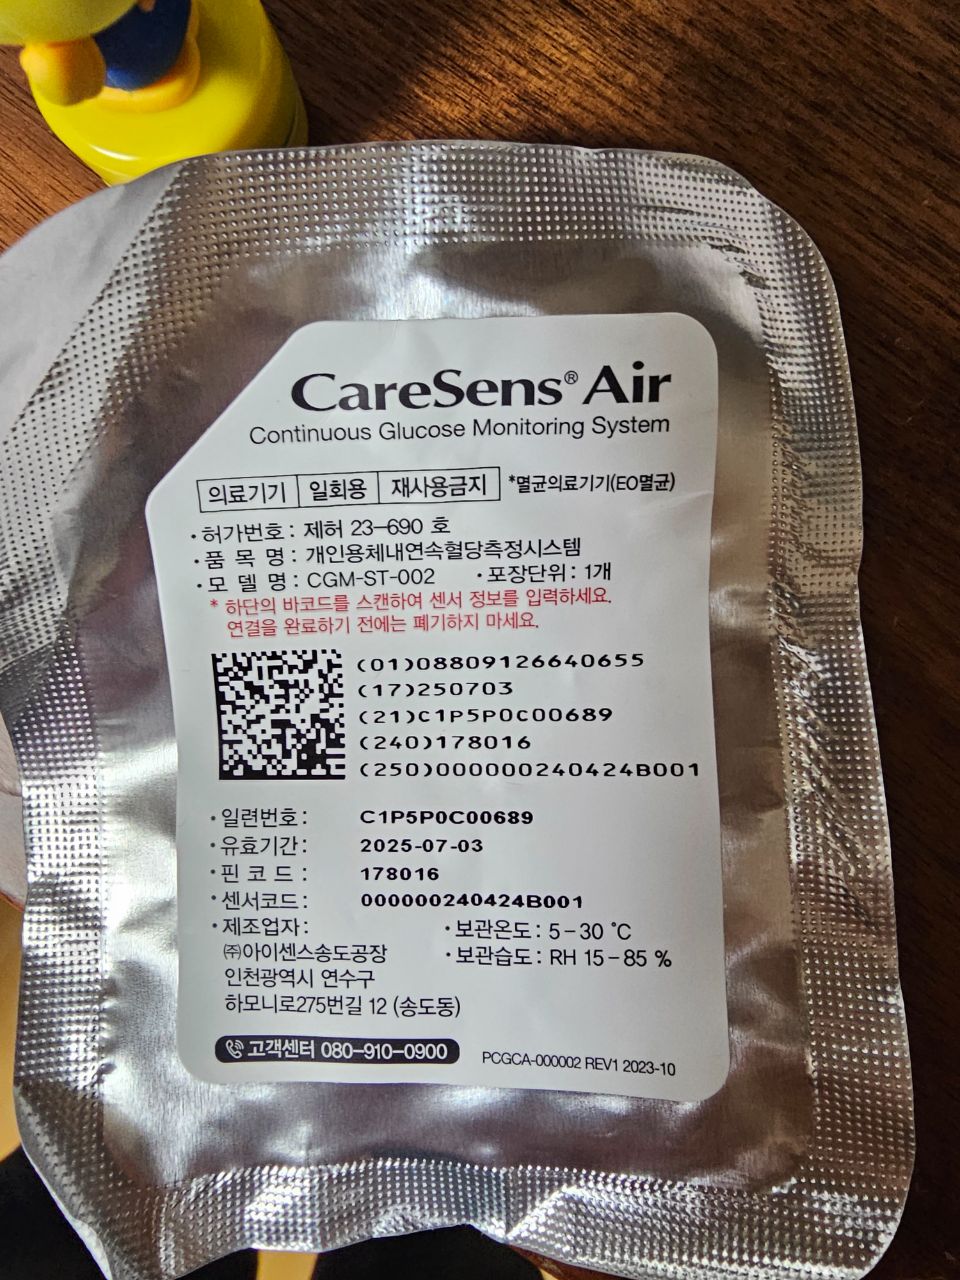 CareSens® Air
Continuous Glucose Monitoring System
의료기기 일회용 재사용금지 *멸균의료기기(EO멸균)
·허가번호 : 제허 23-690 호
·품 목 명 : 개인용체내연속혈당측정시스템
·모 델 명 : CGM-ST-002 ·포장단위 : 1개
* 하단의 바코드를 스캔하여 센서 정보를 입력하세요.
연결을 완료하기 전에는 폐기하지 마세요.
(01)08809126640655
(17)250703
(21)C1P5P0C00689
(240)178016
(250)000000240424B001
·일련번호 : C1P5P0C00689
·유효기간 : 2025-07-03
·핀 코 드 : 178016
·센서코드 : 000000240424B001
·제조업자 : ·보관온도 : 5-30 ℃
㈜아이센스송도공장 ·보관습도 : RH 15-85 %
인천광역시 연수구
하모니로275번길 12 (송도동)
고객센터 080-910-0900 PCGCA-000002 REV1 2023-10